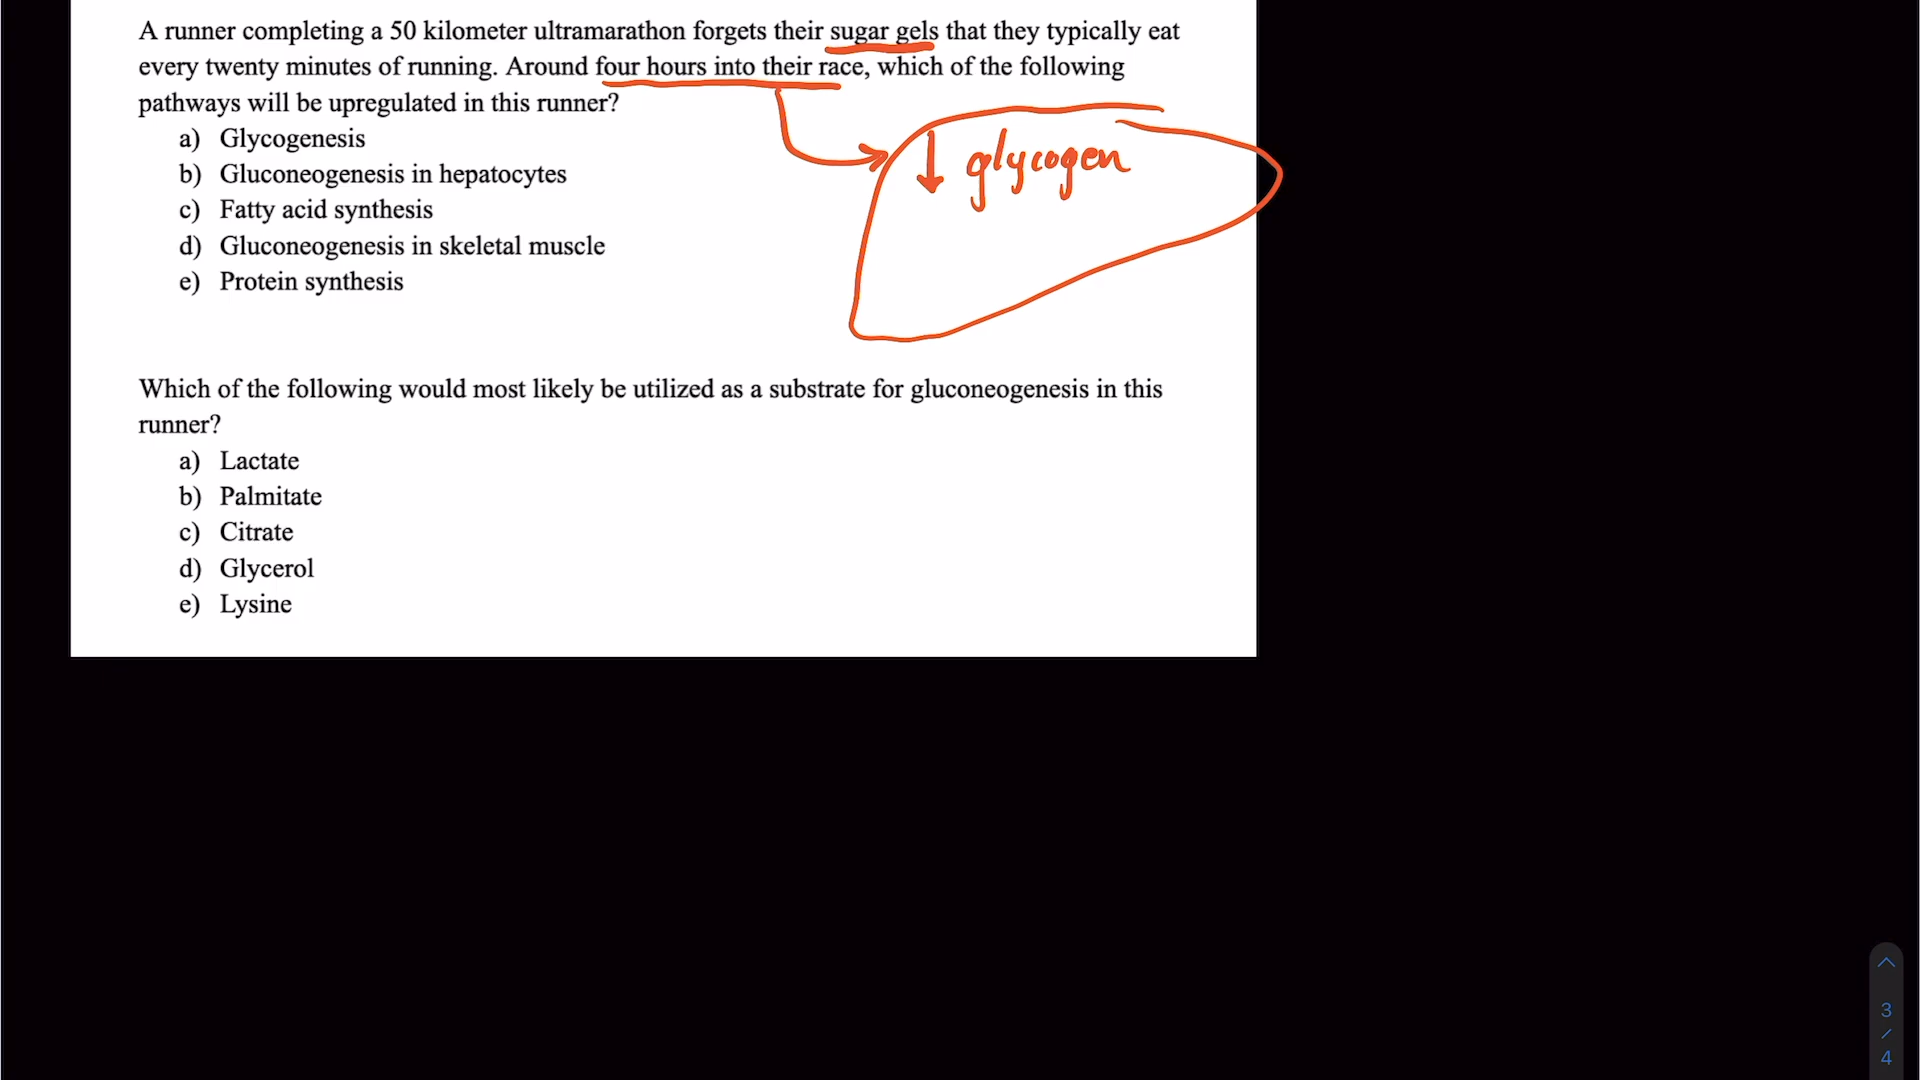 A runner completing a 50 kilometer ultramarathon forgets their sugar gels that they typically eat
every twenty minutes of running. Around four hours into their race, which of the following
pathways will be upregulated in this runner?
a) Glycogenesis
b) Gluconeogenesis in hepatocytes
c) Fatty acid synthesis
d) Gluconeogenesis in skeletal muscle
e) Protein synthesis
↓ glycogen
Which of the following would most likely be utilized as a substrate for gluconeogenesis in this
runner?
a) Lactate
b) Palmitate
c) Citrate
d) Glycerol
e) Lysine
3
/
4